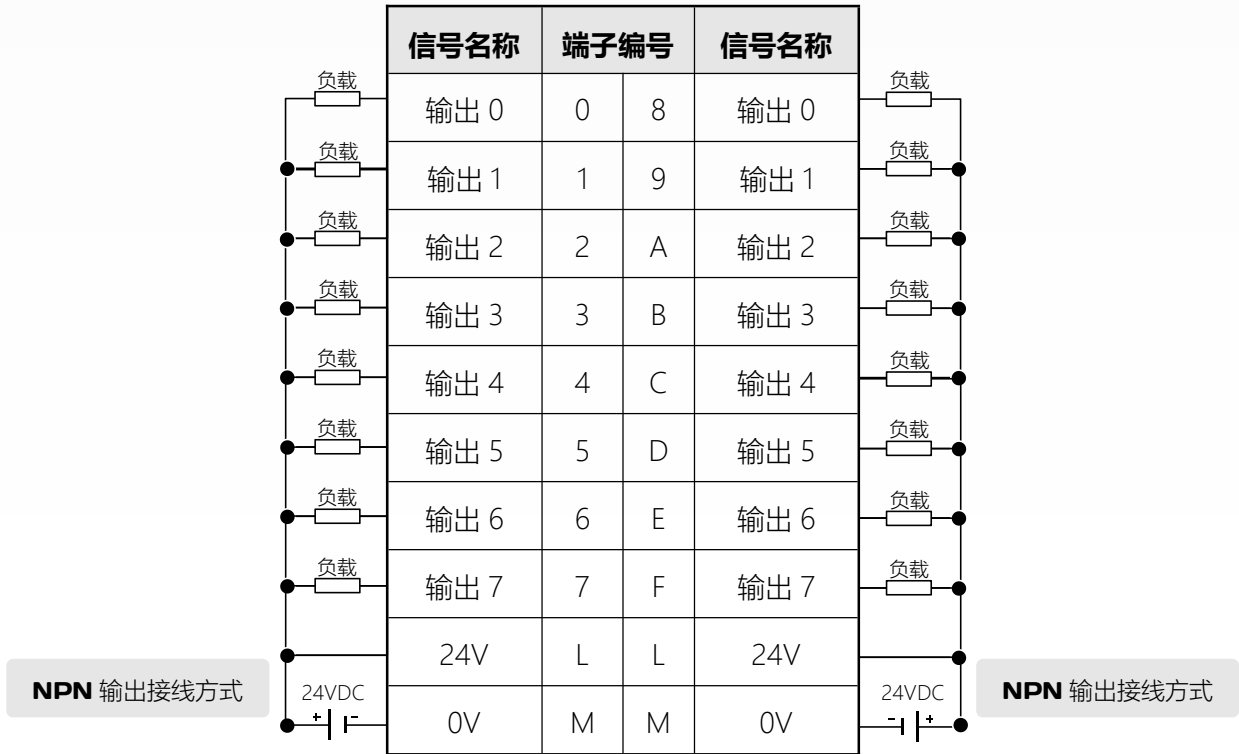 信号名称 端子编号 信号名称
负载 输出 0 0 8 输出 0 负载
负载 输出 1 1 9 输出 1 负载
负载 输出 2 2 A 输出 2 负载
负载 输出 3 3 B 输出 3 负载
负载 输出 4 4 C 输出 4 负载
负载 输出 5 5 D 输出 5 负载
负载 输出 6 6 E 输出 6 负载
负载 输出 7 7 F 输出 7 负载
24V L L 24V
NPN 输出接线方式 24VDC 24VDC NPN 输出接线方式
+ - 0V M M 0V - +